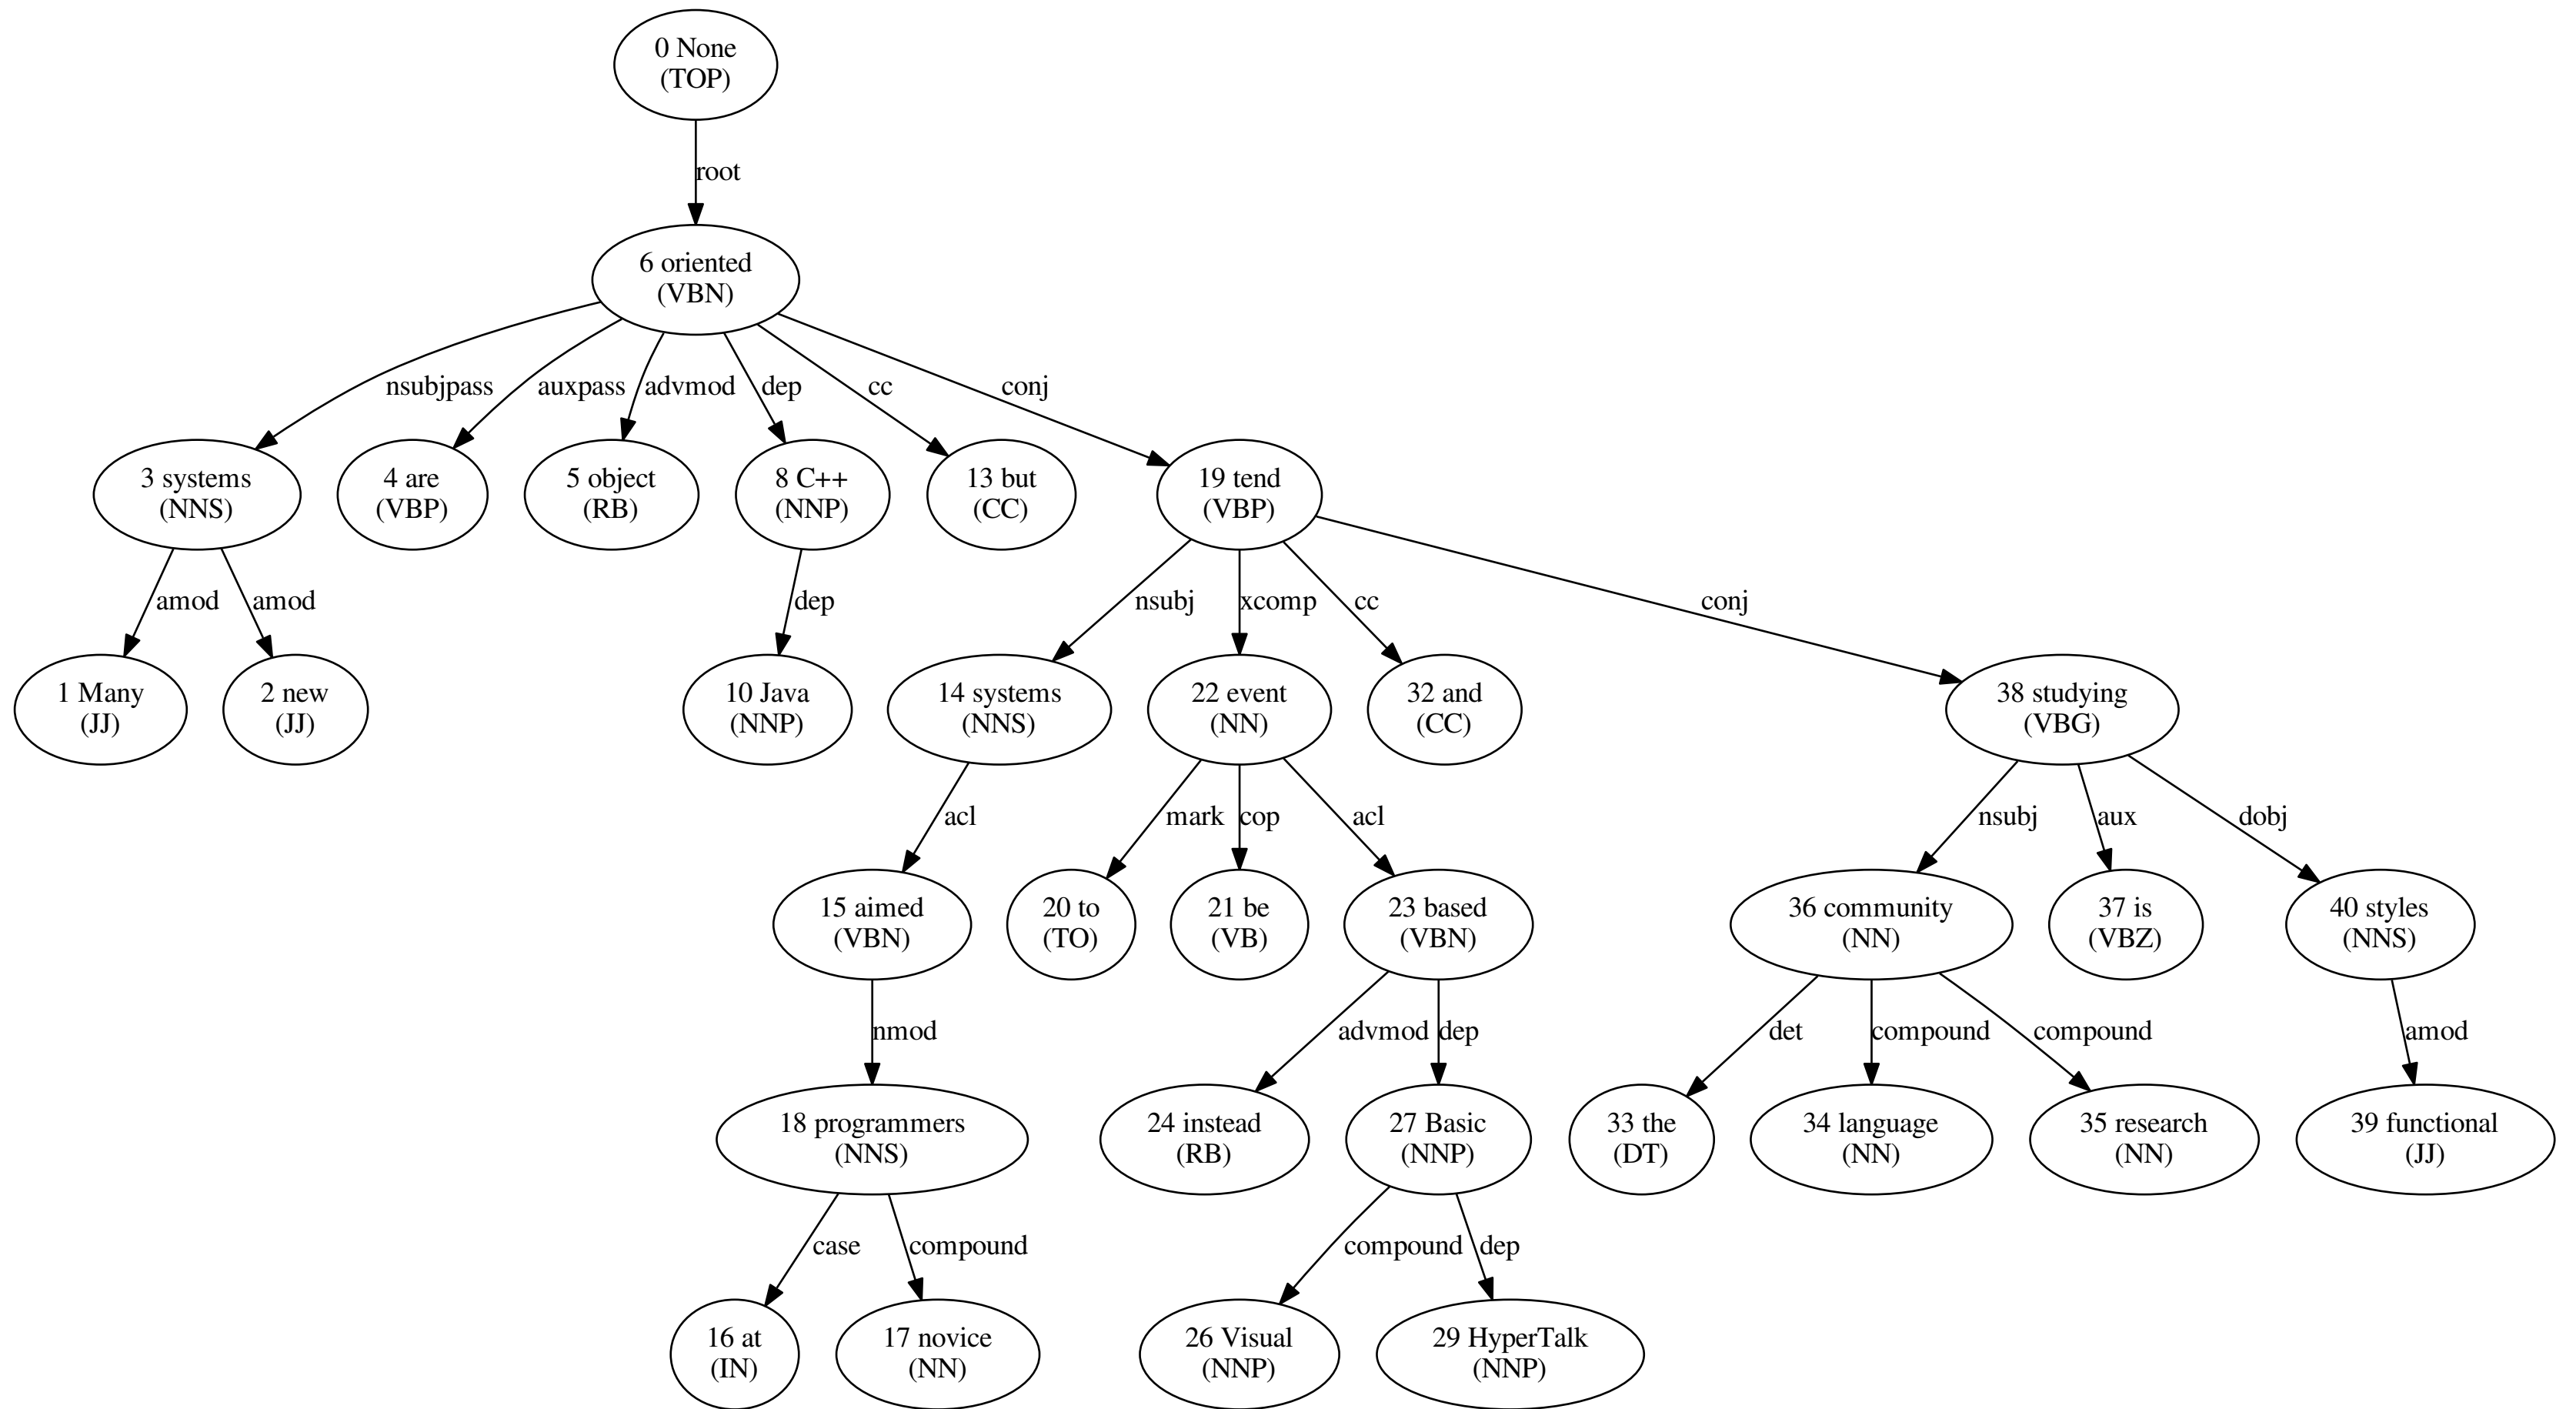 0 None
(TOP)
root
6 oriented
(VBN)
nsubjpass
auxpass
advmod
dep
cc
conj
3 systems
(NNS)
4 are
(VBP)
5 object
(RB)
8 C++
(NNP)
13 but
(CC)
19 tend
(VBP)
amod
amod
dep
nsubj
xcomp
cc
conj
1 Many
(JJ)
2 new
(JJ)
10 Java
(NNP)
14 systems
(NNS)
22 event
(NN)
32 and
(CC)
38 studying
(VBG)
acl
mark
cop
acl
nsubj
aux
dobj
15 aimed
(VBN)
20 to
(TO)
21 be
(VB)
23 based
(VBN)
36 community
(NN)
37 is
(VBZ)
40 styles
(NNS)
nmod
advmod
dep
det
compound
compound
amod
18 programmers
(NNS)
24 instead
(RB)
27 Basic
(NNP)
33 the
(DT)
34 language
(NN)
35 research
(NN)
39 functional
(JJ)
case
compound
compound
dep
16 at
(IN)
17 novice
(NN)
26 Visual
(NNP)
29 HyperTalk
(NNP)